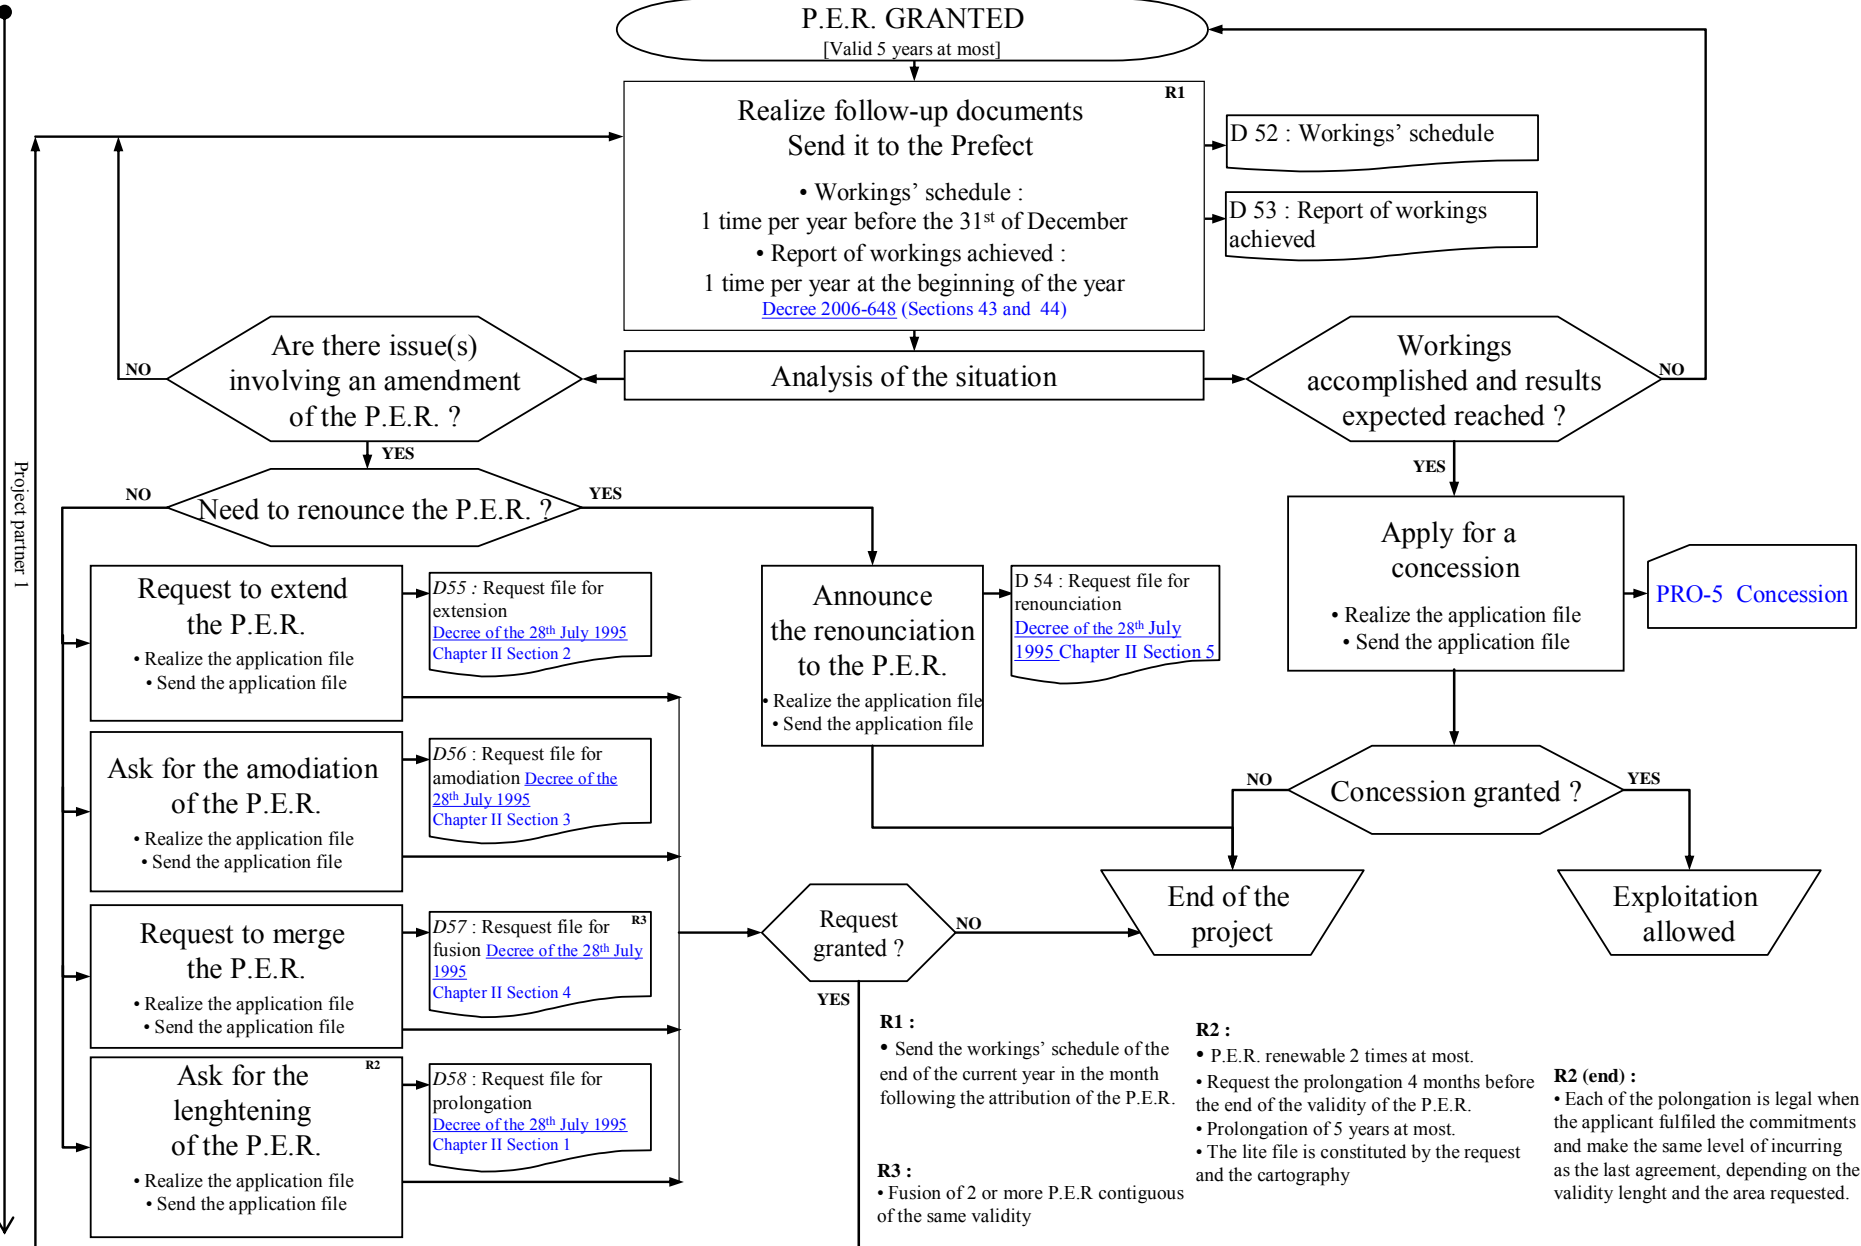 P.E.R. GRANTED
[Valid 5 years at most]
R1
Realize follow-up documents
Send it to the Prefect
• Workings’ schedule :
1 time per year before the 31st of December
• Report of workings achieved :
1 time per year at the beginning of the year
Decree 2006-648 (Sections 43 and 44)
D 52 : Workings’ schedule
D 53 : Report of workings
achieved
Are there issue(s)
involving an amendment
of the P.E.R. ?
NO
YES
Analysis of the situation
Workings
accomplished and results
expected reached ?
NO
YES
Project partner 1
Need to renounce the P.E.R. ?
NO
YES
Request to extend
the P.E.R.
• Realize the application file
• Send the application file
D55 : Request file for
extension
Decree of the 28th July 1995
Chapter II Section 2
Announce
the renounciation
to the P.E.R.
• Realize the application file
• Send the application file
D 54 : Request file for
renounciation
Decree of the 28th July
1995 Chapter II Section 5
Apply for a
concession
• Realize the application file
• Send the application file
PRO-5 Concession
Ask for the amodiation
of the P.E.R.
• Realize the application file
• Send the application file
D56 : Request file for
amodiation Decree of the
28th July 1995
Chapter II Section 3
Concession granted ?
NO
YES
Request to merge
the P.E.R.
• Realize the application file
• Send the application file
R3
D57 : Resquest file for
fusion Decree of the 28th July
1995
Chapter II Section 4
Request
granted ?
NO
YES
End of the
project
Exploitation
allowed
R2
Ask for the
lenghtening
of the P.E.R.
• Realize the application file
• Send the application file
D58 : Request file for
prolongation
Decree of the 28th July 1995
Chapter II Section 1
R1 :
• Send the workings’ schedule of the
end of the current year in the month
following the attribution of the P.E.R.
R3 :
• Fusion of 2 or more P.E.R contiguous
of the same validity
R2 :
• P.E.R. renewable 2 times at most.
• Request the prolongation 4 months before
the end of the validity of the P.E.R.
• Prolongation of 5 years at most.
• The lite file is constituted by the request
and the cartography
R2 (end) :
• Each of the polongation is legal when
the applicant fulfiled the commitments
and make the same level of incurring
as the last agreement, depending on the
validity lenght and the area requested.